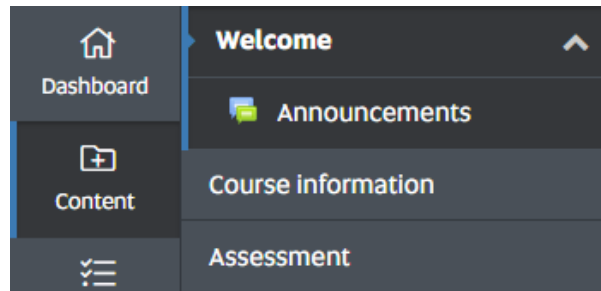 Dashboard
Content
Welcome
Announcements
Course information
Assessment